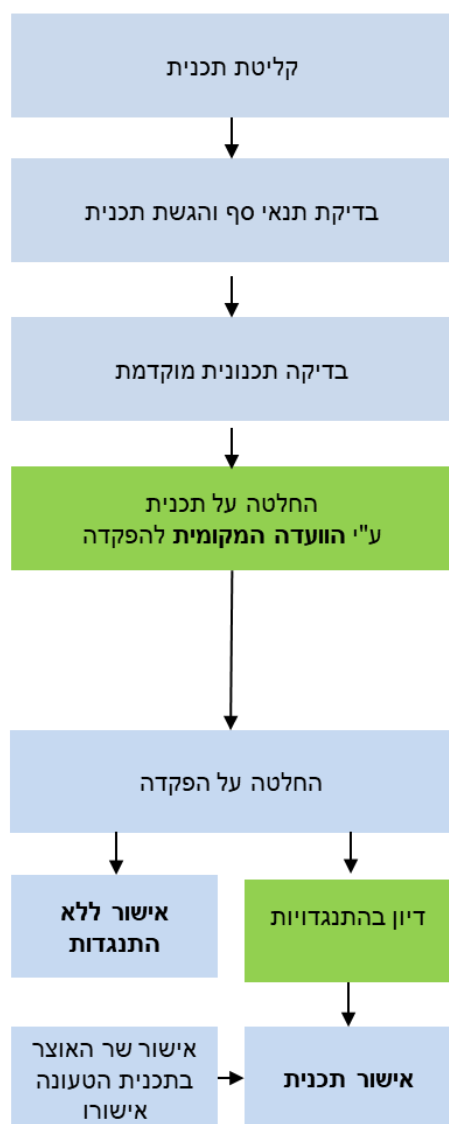 קליטת תכנית
בדיקת תנאי סף והגשת תכנית
בדיקה תכנונית מוקדמת
החלטה על תכנית
ע"י הוועדה המקומית להפקדה
החלטה על הפקדה
דיון בהתנגדויות
אישור ללא
התנגדות
אישור שר האוצר
בתכנית הטעונה
אישורו
אישור תכנית